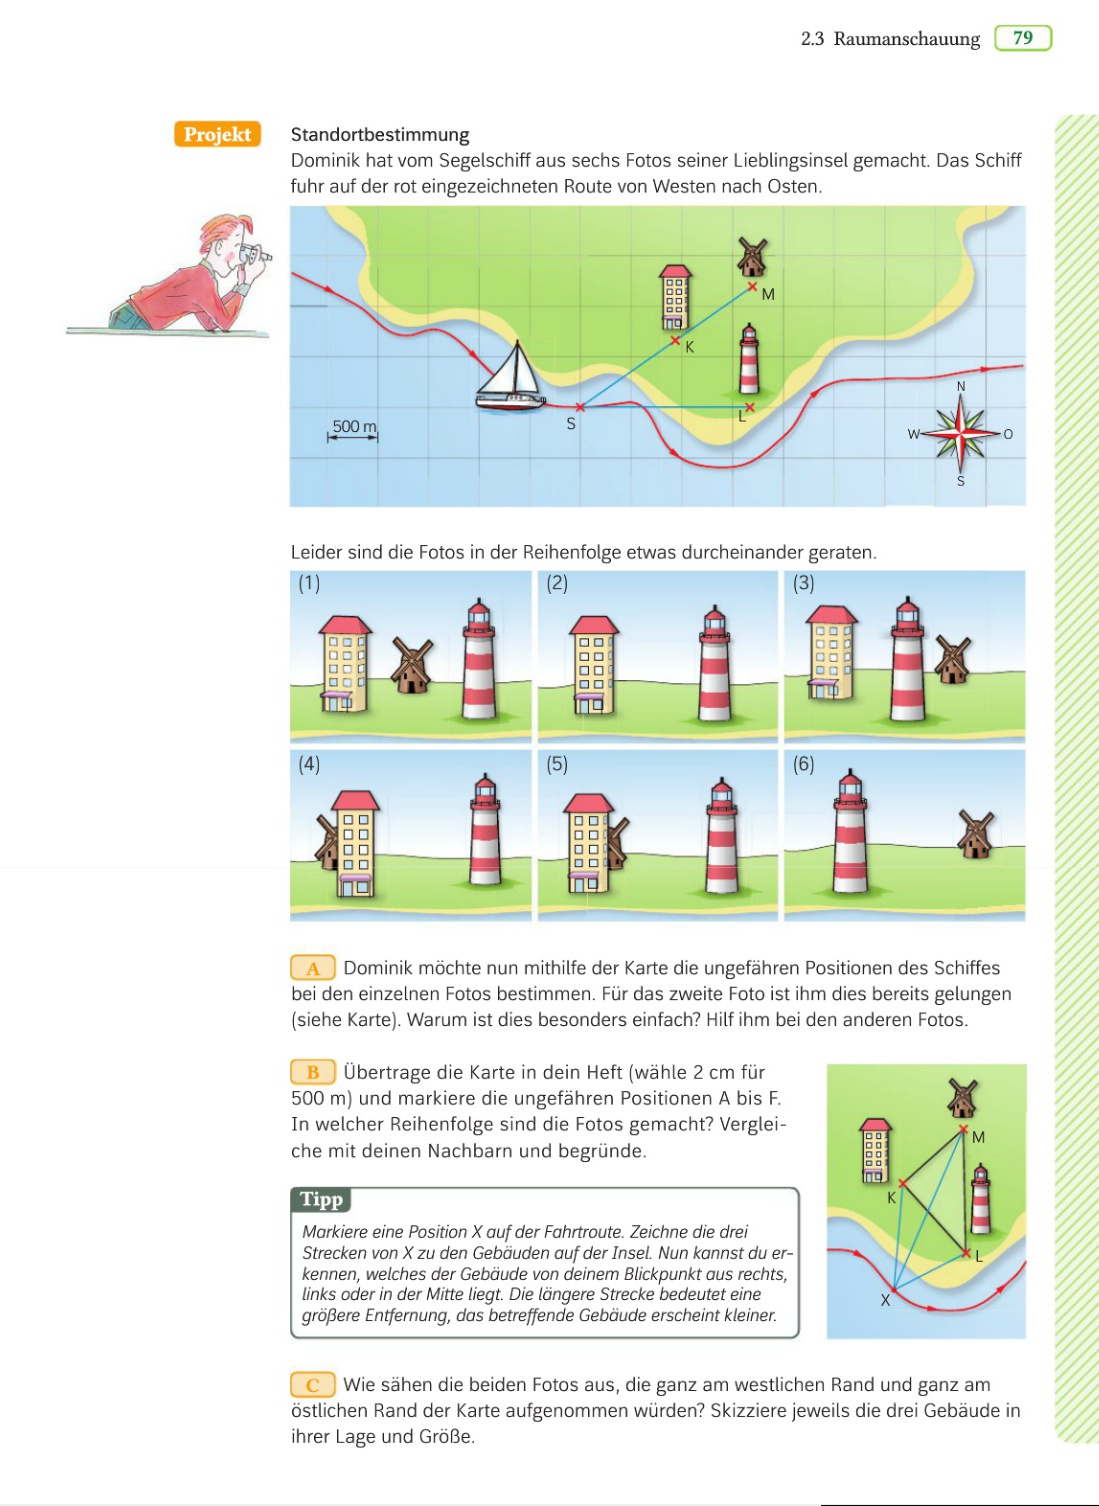 2.3 Raumanschauung 79
Projekt
Standortbestimmung
Dominik hat vom Segelschiff aus sechs Fotos seiner Lieblingsinsel gemacht. Das Schiff
fuhr auf der rot eingezeichneten Route von Westen nach Osten.
M
K
L
S
500 m
N
W O
S
Leider sind die Fotos in der Reihenfolge etwas durcheinander geraten.
(1) (2) (3)
(4) (5) (6)
A Dominik möchte nun mithilfe der Karte die ungefähren Positionen des Schiffes
bei den einzelnen Fotos bestimmen. Für das zweite Foto ist ihm dies bereits gelungen
(siehe Karte). Warum ist dies besonders einfach? Hilf ihm bei den anderen Fotos.
B Übertrage die Karte in dein Heft (wähle 2 cm für
500 m) und markiere die ungefähren Positionen A bis F.
In welcher Reihenfolge sind die Fotos gemacht? Verglei-
che mit deinen Nachbarn und begründe.
Tipp
Markiere eine Position X auf der Fahrtroute. Zeichne die drei
Strecken von X zu den Gebäuden auf der Insel. Nun kannst du er-
kennen, welches der Gebäude von deinem Blickpunkt aus rechts,
links oder in der Mitte liegt. Die längere Strecke bedeutet eine
größere Entfernung, das betreffende Gebäude erscheint kleiner.
M
K
L
X
C Wie sähen die beiden Fotos aus, die ganz am westlichen Rand und ganz am
östlichen Rand der Karte aufgenommen würden? Skizziere jeweils die drei Gebäude in
ihrer Lage und Größe.